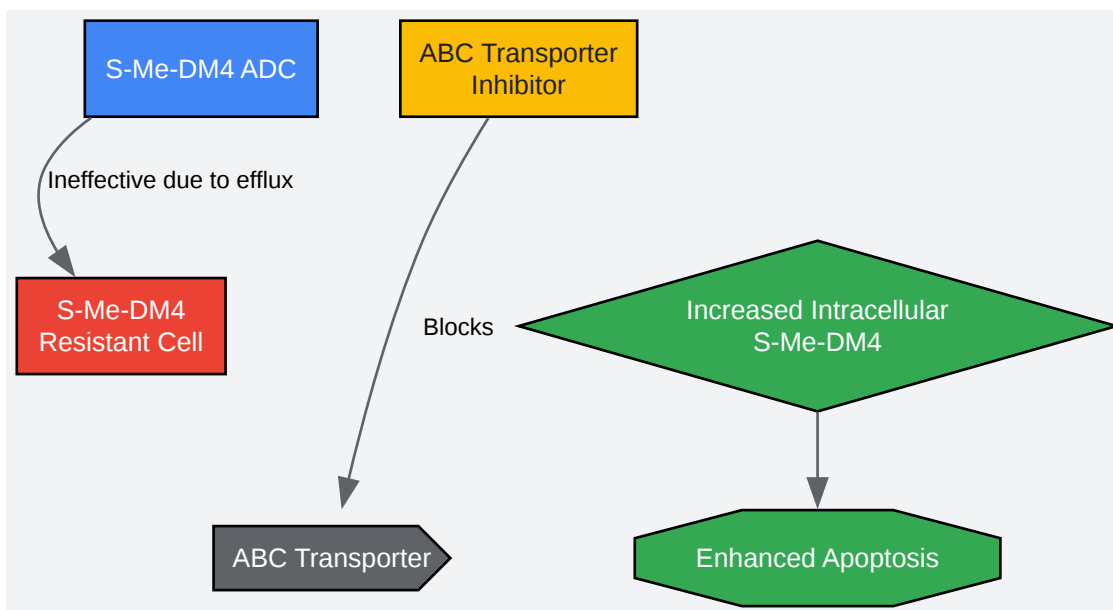 S-Me-DM4 ADC
ABC Transporter
Inhibitor
Ineffective due to efflux
S-Me-DM4
Resistant Cell
Blocks
Increased Intracellular
S-Me-DM4
ABC Transporter
Enhanced Apoptosis